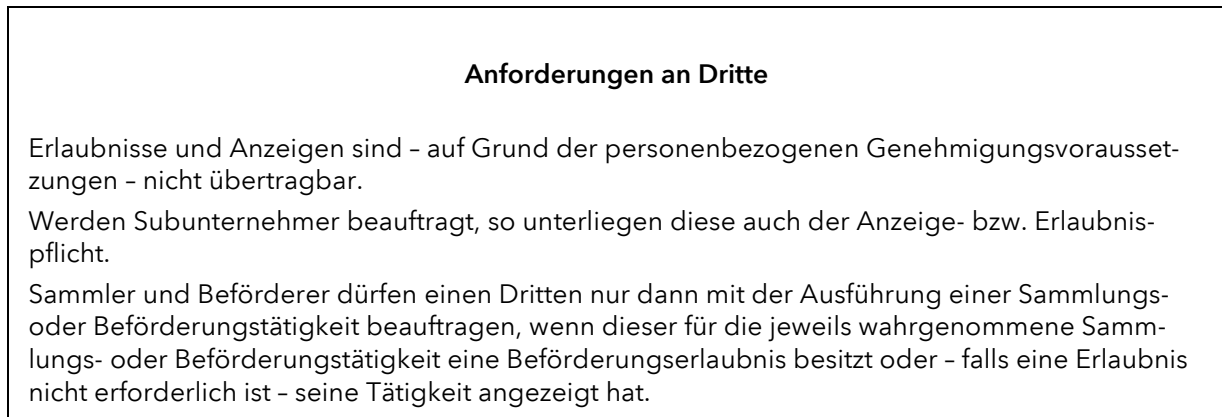 Anforderungen an Dritte
Erlaubnisse und Anzeigen sind – auf Grund der personenbezogenen Genehmigungsvorausset-
zungen – nicht übertragbar.
Werden Subunternehmer beauftragt, so unterliegen diese auch der Anzeige- bzw. Erlaubnis-
pflicht.
Sammler und Beförderer dürfen einen Dritten nur dann mit der Ausführung einer Sammlungs-
oder Beförderungstätigkeit beauftragen, wenn dieser für die jeweils wahrgenommene Samm-
lungs- oder Beförderungstätigkeit eine Beförderungserlaubnis besitzt oder – falls eine Erlaubnis
nicht erforderlich ist – seine Tätigkeit angezeigt hat.